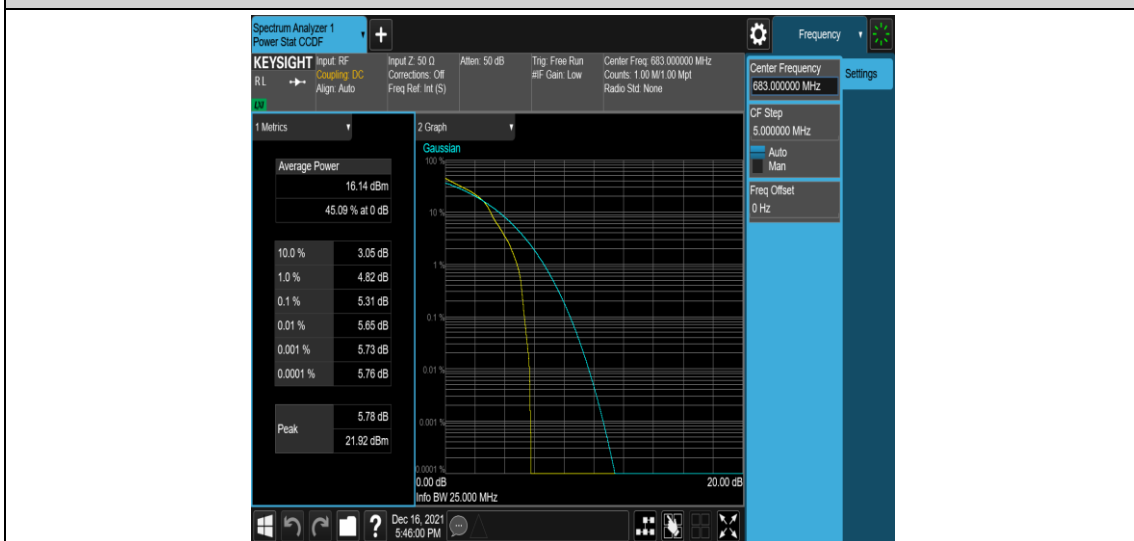 Spectrum Analyzer 1
Power Stat CCDF
+
Frequency
KEYSIGHT
RL
LXI
Input: RF
Coupling: DC
Align: Auto
Input Z: 50 Ω
Corrections: Off
Freq Ref: Int (S)
Atten: 50 dB
Trig: Free Run
#IF Gain: Low
Center Freq: 683.000000 MHz
Counts: 1.00 M/1.00 Mpt
Radio Std: None
Center Frequency
683.000000 MHz
Settings
CF Step
5.000000 MHz
Auto
Man
Freq Offset
0 Hz
1 Metrics
Average Power
16.14 dBm
45.09 % at 0 dB
10.0 % 3.05 dB
1.0 % 4.82 dB
0.1 % 5.31 dB
0.01 % 5.65 dB
0.001 % 5.73 dB
0.0001 % 5.76 dB
Peak
5.78 dB
21.92 dBm
2 Graph
Gaussian
100 %
10 %
1 %
0.1 %
0.01 %
0.001 %
0.0001 %
0.00 dB 20.00 dB
Info BW 25.000 MHz
?
Dec 16, 2021
5:46:00 PM